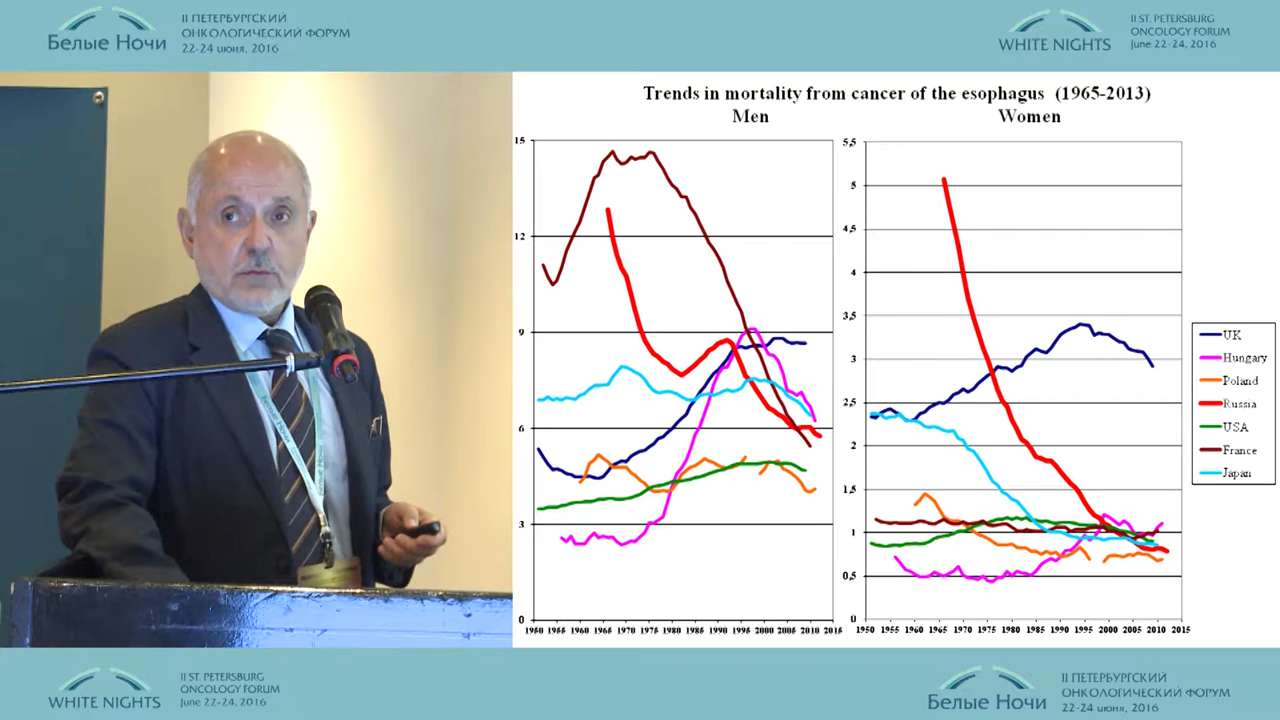 Белые Ночи
II ПЕТЕРБУРГСКИЙ
ОНКОЛОГИЧЕСКИЙ ФОРУМ
22-24 июня, 2016
WHITE NIGHTS
II ST. PETERSBURG
ONCOLOGY FORUM
June 22-24, 2016
Trends in mortality from cancer of the esophagus (1965-2013)
Men
Women
15
12
9
6
3
0
1950 1955 1960 1965 1970 1975 1980 1985 1990 1995 2000 2005 2010 2015
5,5
5
4,5
4
3,5
3
2,5
2
1,5
1
0,5
0
1950 1955 1960 1965 1970 1975 1980 1985 1990 1995 2000 2005 2010 2015
UK
Hungary
Poland
Russia
USA
France
Japan
WHITE NIGHTS
II ST. PETERSBURG
ONCOLOGY FORUM
June 22-24, 2016
Белые Ночи
II ПЕТЕРБУРГСКИЙ
ОНКОЛОГИЧЕСКИЙ ФОРУМ
22-24 июня, 2016